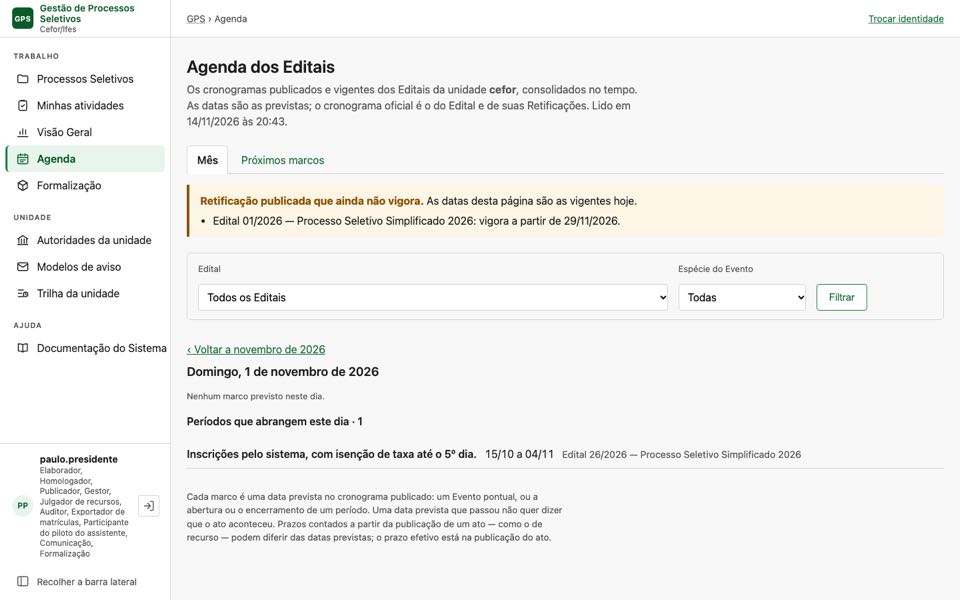 GPS
Gestão de Processos
Seletivos
Cefor/Ifes
GPS › Agenda
Trocar identidade
TRABALHO
Processos Seletivos
Minhas atividades
Visão Geral
Agenda
Formalização
UNIDADE
Autoridades da unidade
Modelos de aviso
Trilha da unidade
AJUDA
Documentação do Sistema
PP
paulo.presidente
Elaborador,
Homologador,
Publicador, Gestor,
Julgador de recursos,
Auditor, Exportador de
matrículas, Participante
do piloto do assistente,
Comunicação,
Formalização
Recolher a barra lateral
Agenda dos Editais
Os cronogramas publicados e vigentes dos Editais da unidade cefor, consolidados no tempo.
As datas são as previstas; o cronograma oficial é o do Edital e de suas Retificações. Lido em
14/11/2026 às 20:43.
Mês
Próximos marcos
Retificação publicada que ainda não vigora. As datas desta página são as vigentes hoje.
• Edital 01/2026 — Processo Seletivo Simplificado 2026: vigora a partir de 29/11/2026.
Edital
Espécie do Evento
Todos os Editais
Todas
Filtrar
‹ Voltar a novembro de 2026
Domingo, 1 de novembro de 2026
Nenhum marco previsto neste dia.
Períodos que abrangem este dia · 1
Inscrições pelo sistema, com isenção de taxa até o 5º dia. 15/10 a 04/11 Edital 26/2026 — Processo Seletivo Simplificado 2026
Cada marco é uma data prevista no cronograma publicado: um Evento pontual, ou a
abertura ou o encerramento de um período. Uma data prevista que passou não quer dizer
que o ato aconteceu. Prazos contados a partir da publicação de um ato — como o de
recurso — podem diferir das datas previstas; o prazo efetivo está na publicação do ato.